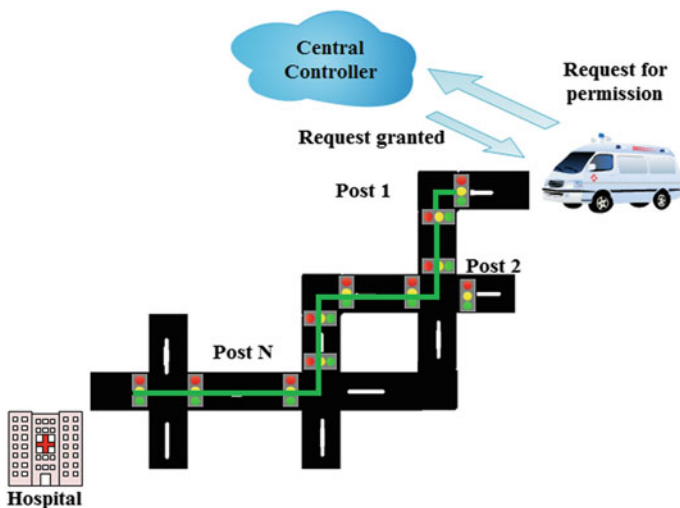 Central
Controller
Request for
permission
Request granted
Post 1
Post 2
Post N
Hospital